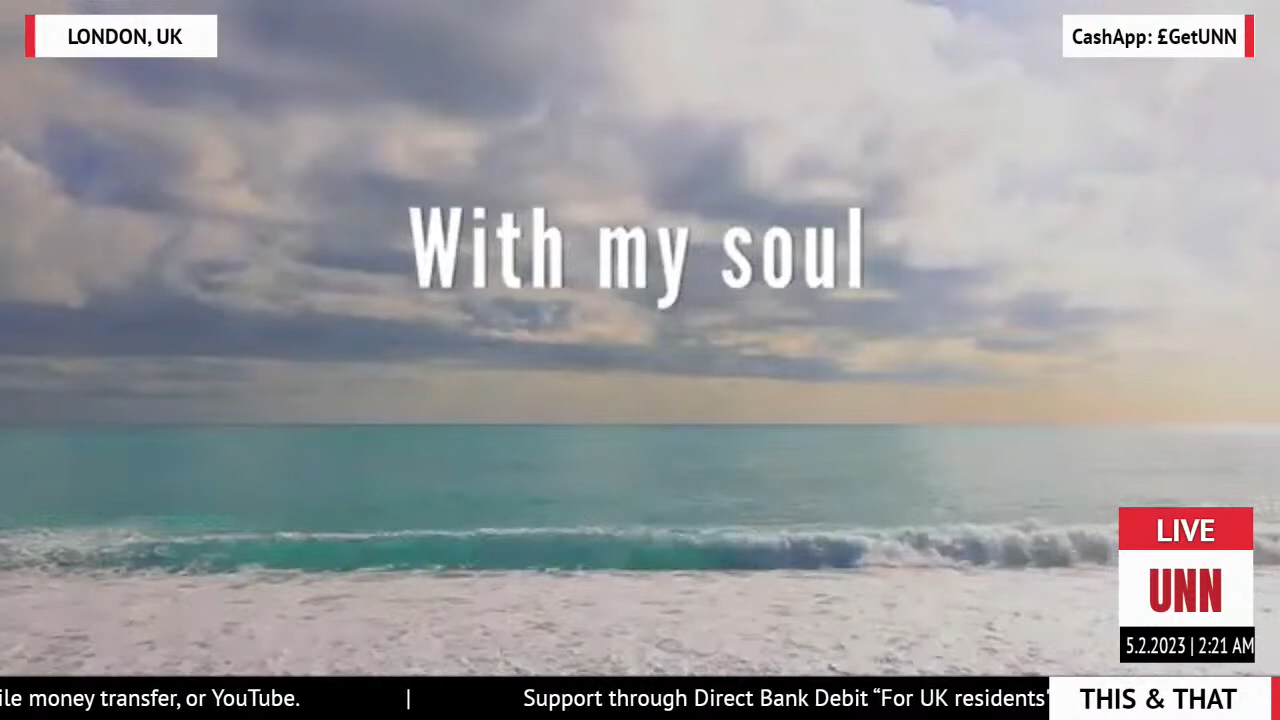 LONDON, UK
CashApp: £GetUNN
With my soul
LIVE
UNN
5.2.2023 | 2:21 AM
ile money transfer, or YouTube. | Support through Direct Bank Debit “For UK residents"
THIS & THAT